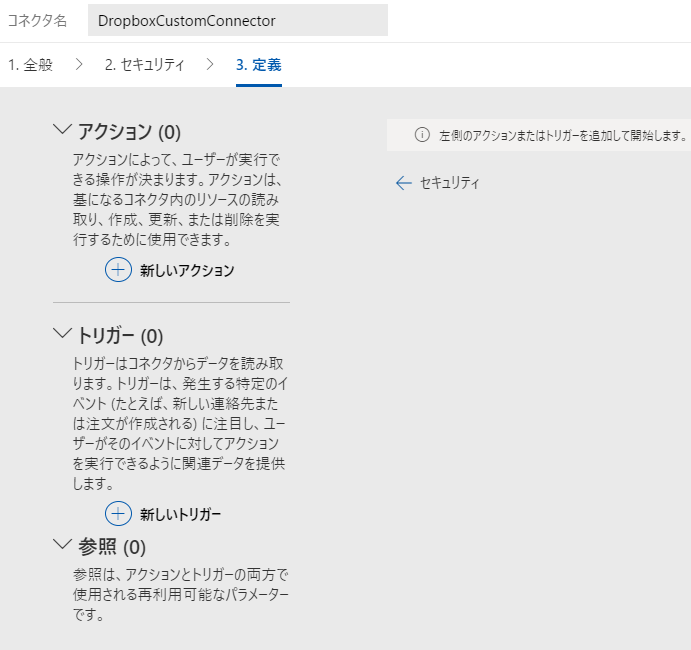 コネクタ名 DropboxCustomConnector
1. 全般 2. セキュリティ 3. 定義
アクション (0)
アクションによって、ユーザーが実行で
きる操作が決まります。アクションは、
基になるコネクタ内のリソースの読み
取り、作成、更新、または削除を実
行するために使用できます。
新しいアクション
トリガー (0)
トリガーはコネクタからデータを読み取
ります。トリガーは、発生する特定のイ
ベント (たとえば、新しい連絡先また
は注文が作成される) に注目し、ユー
ザーがそのイベントに対してアクション
を実行できるように関連データを提供
します。
新しいトリガー
参照 (0)
参照は、アクションとトリガーの両方で
使用される再利用可能なパラメーター
です。
左側のアクションまたはトリガーを追加して開始します。
セキュリティ